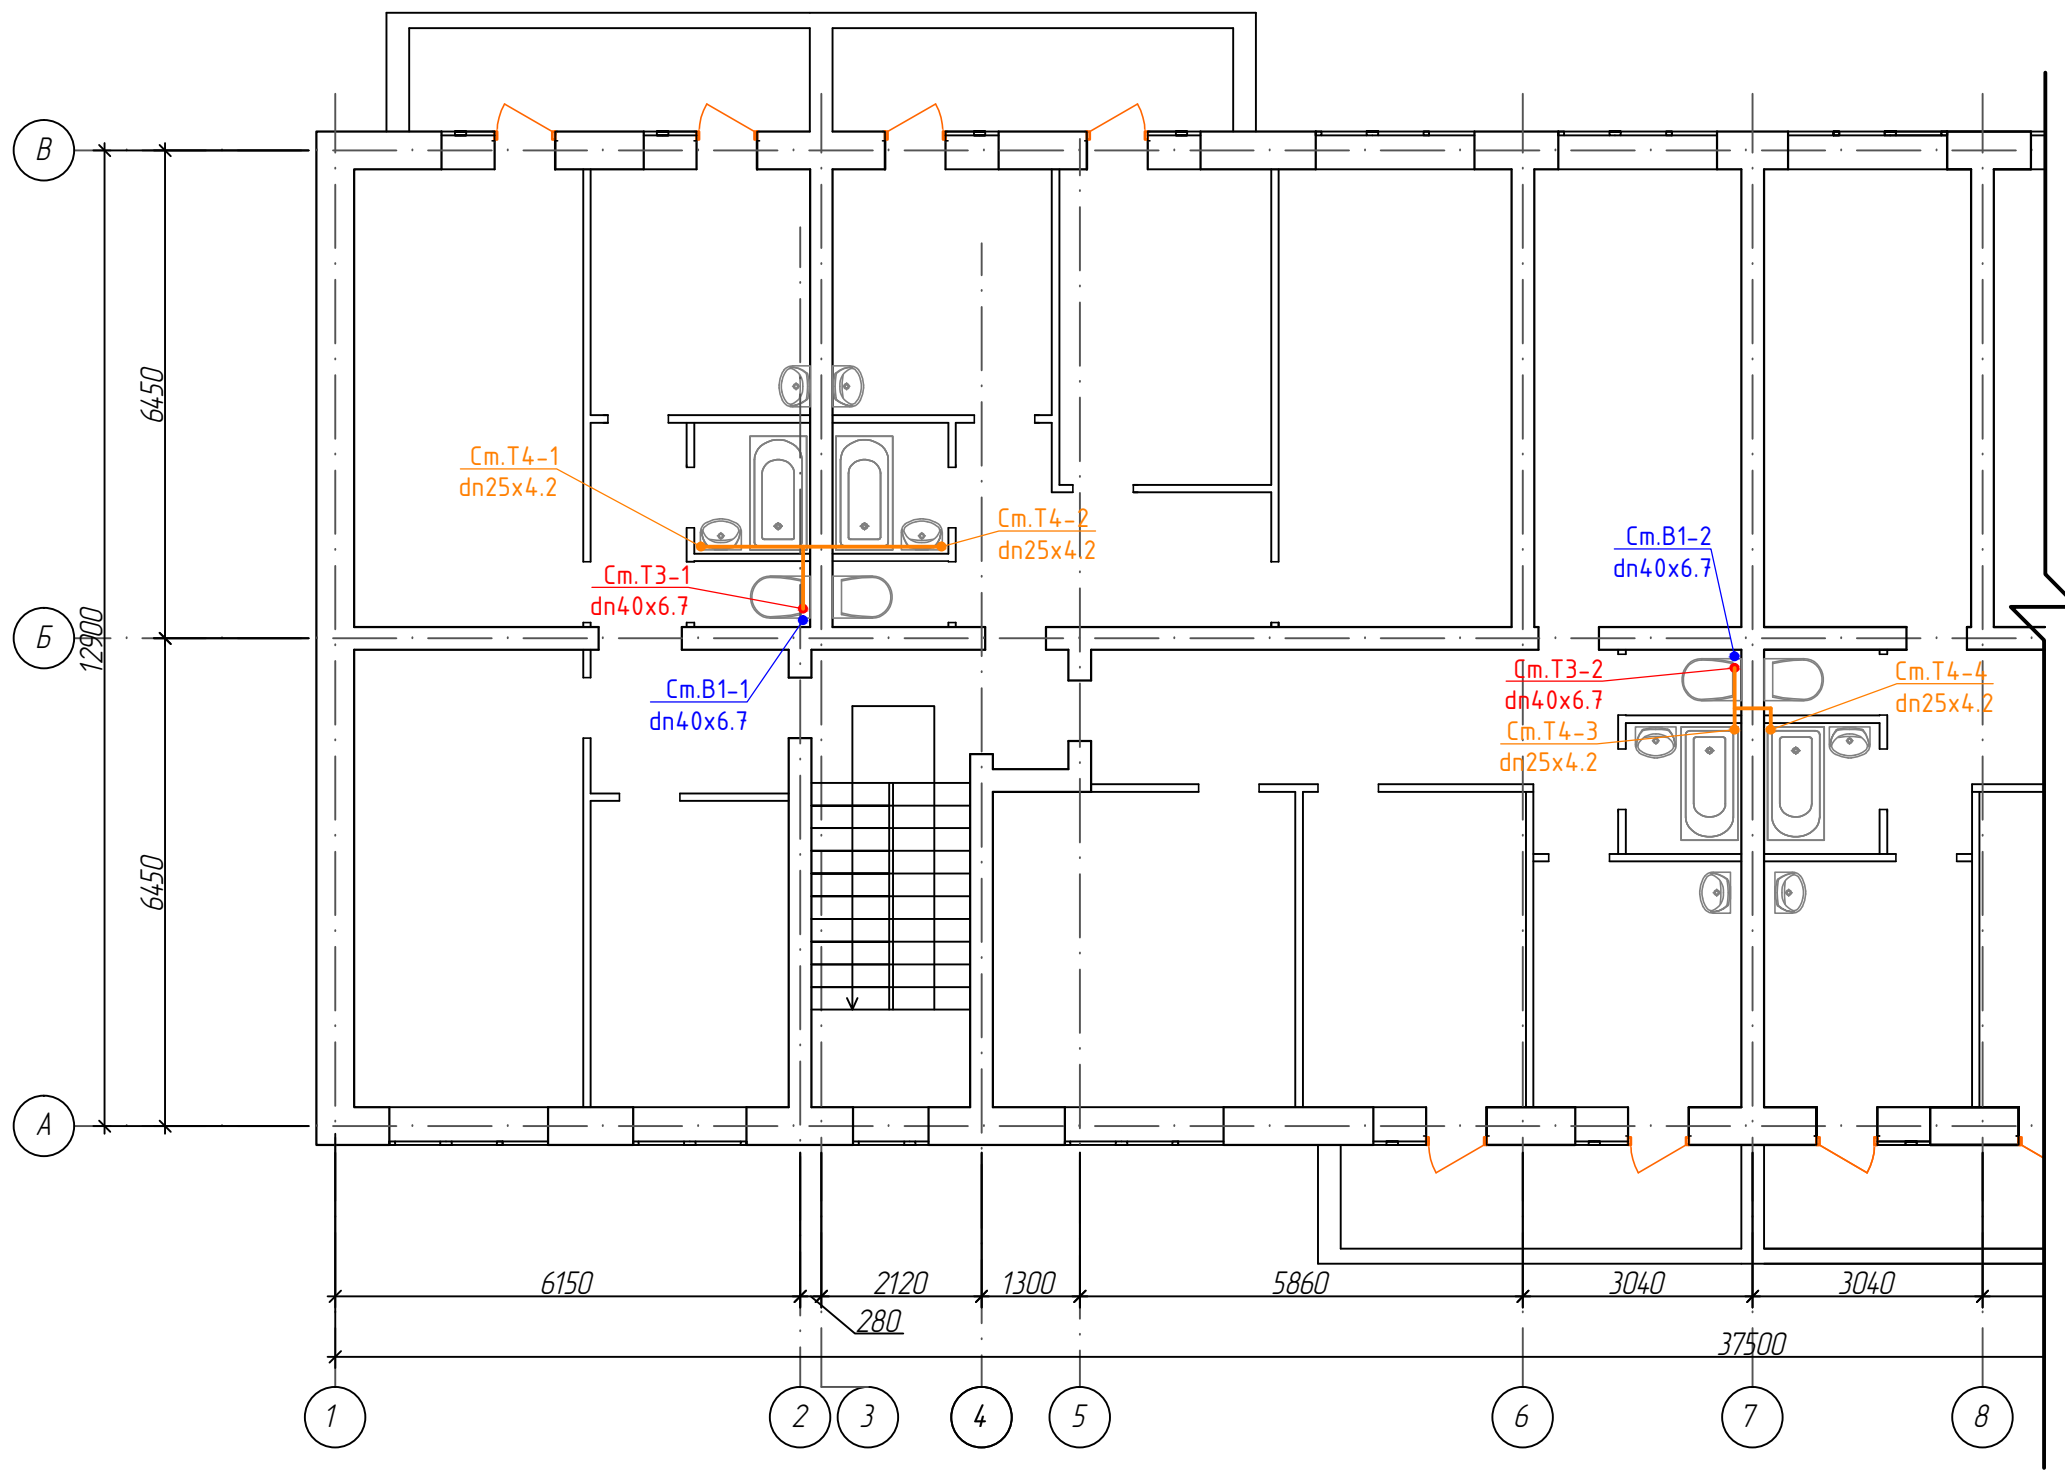 В
6450
Ст.Т4-1
dn25x4.2
Ст.Т4-2
dn25x4.2
Ст.В1-2
dn40x6.7
Ст.Т3-1
dn40x6.7
Б
12900
Ст.В1-1
dn40x6.7
Ст.Т3-2
dn40x6.7
Ст.Т4-4
dn25x4.2
Ст.Т4-3
dn25x4.2
6450
А
6150
2120
1300
5860
3040
3040
280
37500
1
2
3
4
5
6
7
8